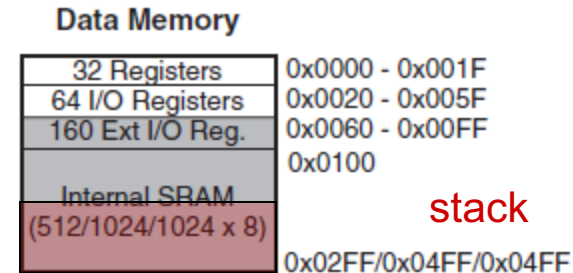 Data Memory
32 Registers 0x0000 - 0x001F
64 I/O Registers 0x0020 - 0x005F
160 Ext I/O Reg. 0x0060 - 0x00FF
0x0100
Internal SRAM
stack
(512/1024/1024 x 8)
0x02FF/0x04FF/0x04FF